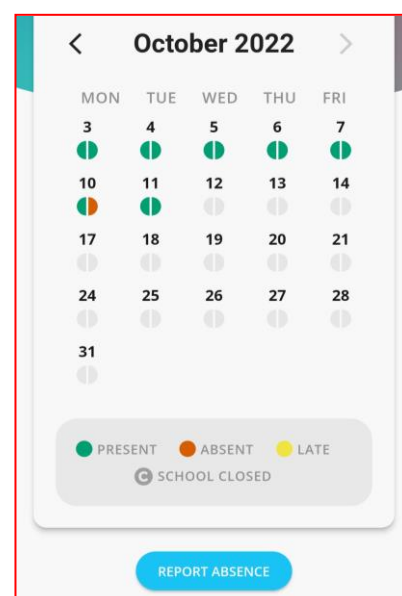 October 2022
MON TUE WED THU FRI
3 4 5 6 7
10 11 12 13 14
17 18 19 20 21
24 25 26 27 28
31
PRESENT ABSENT LATE
C SCHOOL CLOSED
REPORT ABSENCE